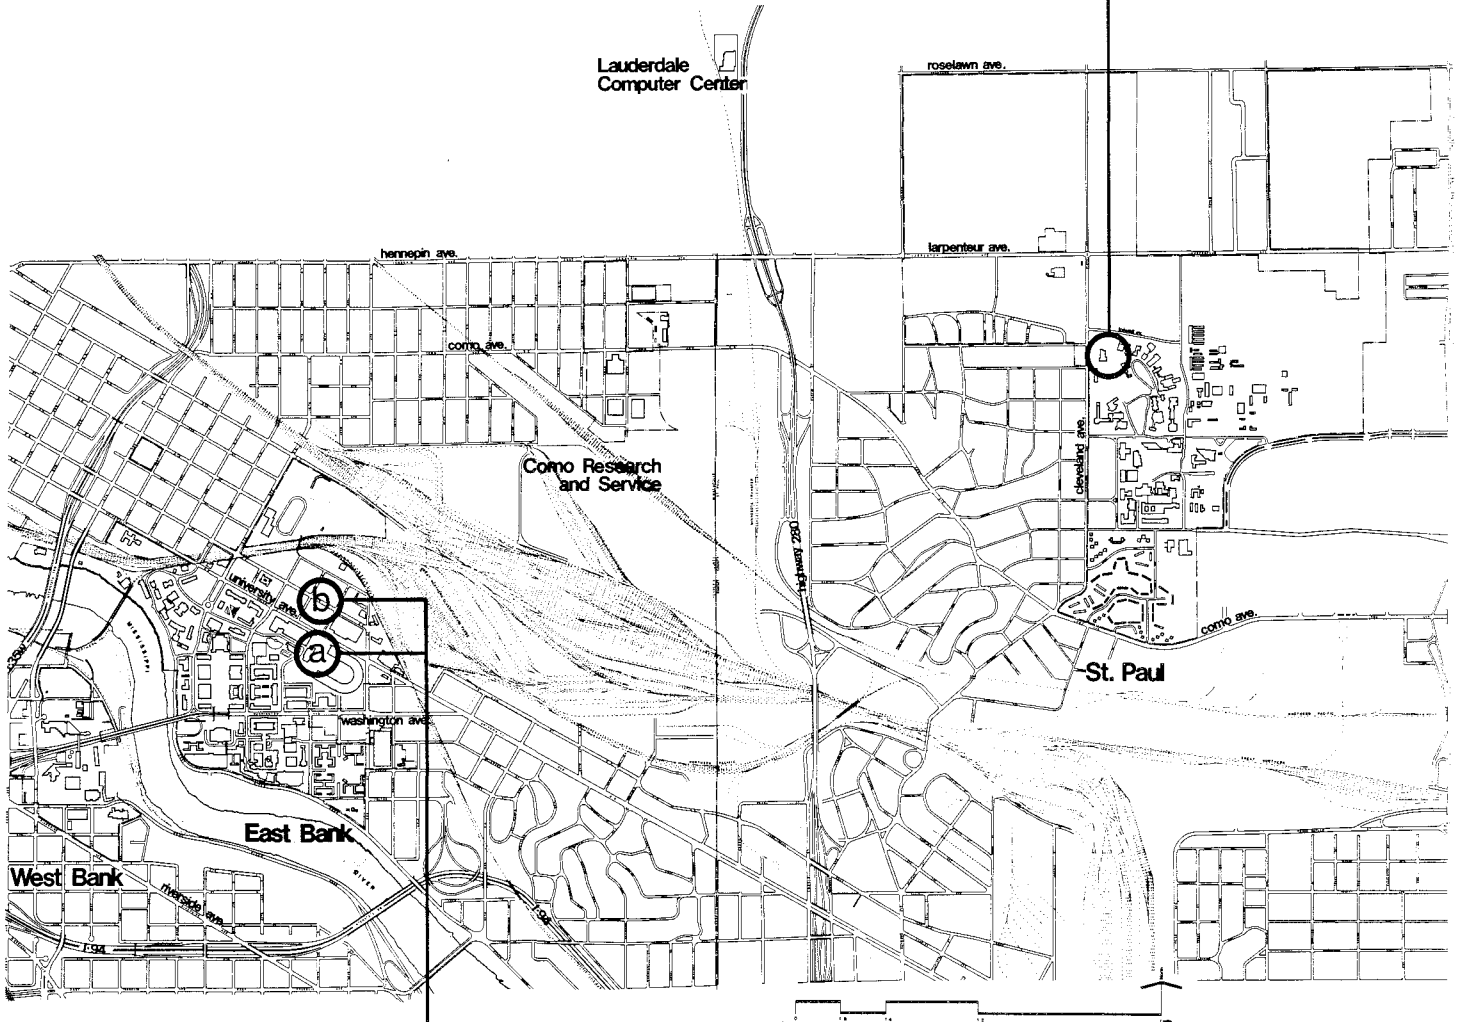 Lauderdale
Computer Center
roselawn ave.
hennepin ave.
larpenteur ave.
como ave.
cleveland ave.
Como Research
and Service
highway 280
university ave.
b
a
MISSISSIPPI
35W
como ave.
St. Paul
washington ave.
East Bank
RIVER
West Bank
riverside ave.
I-94
I-94